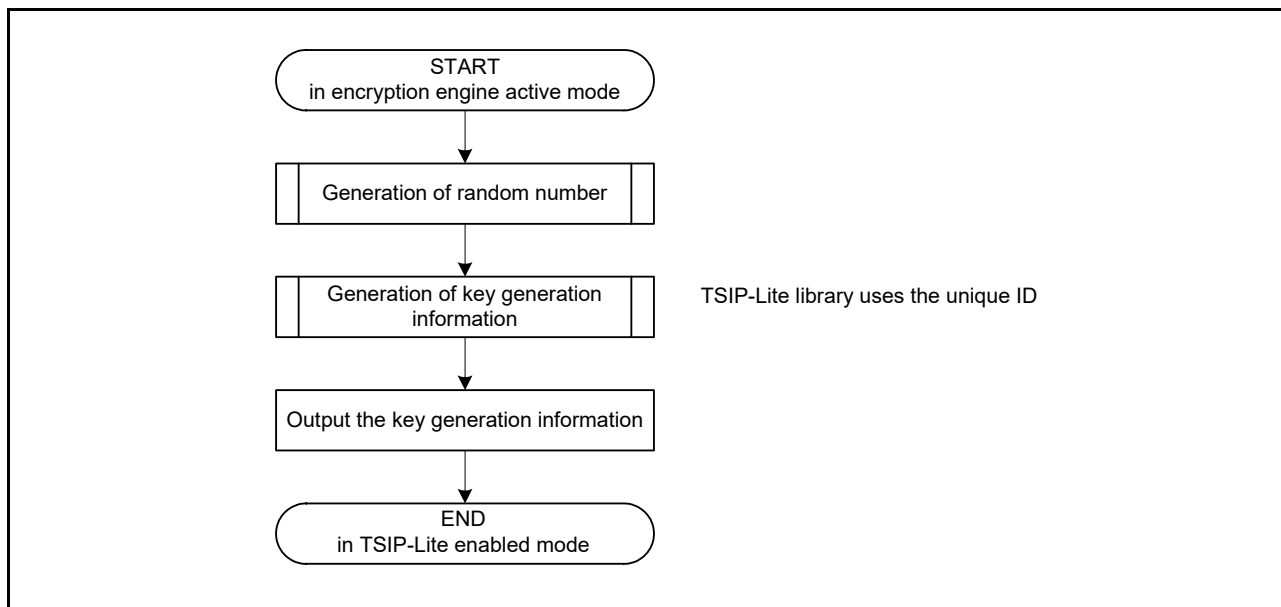 START
in encryption engine active mode
Generation of random number
Generation of key generation
information
TSIP-Lite library uses the unique ID
Output the key generation information
END
in TSIP-Lite enabled mode